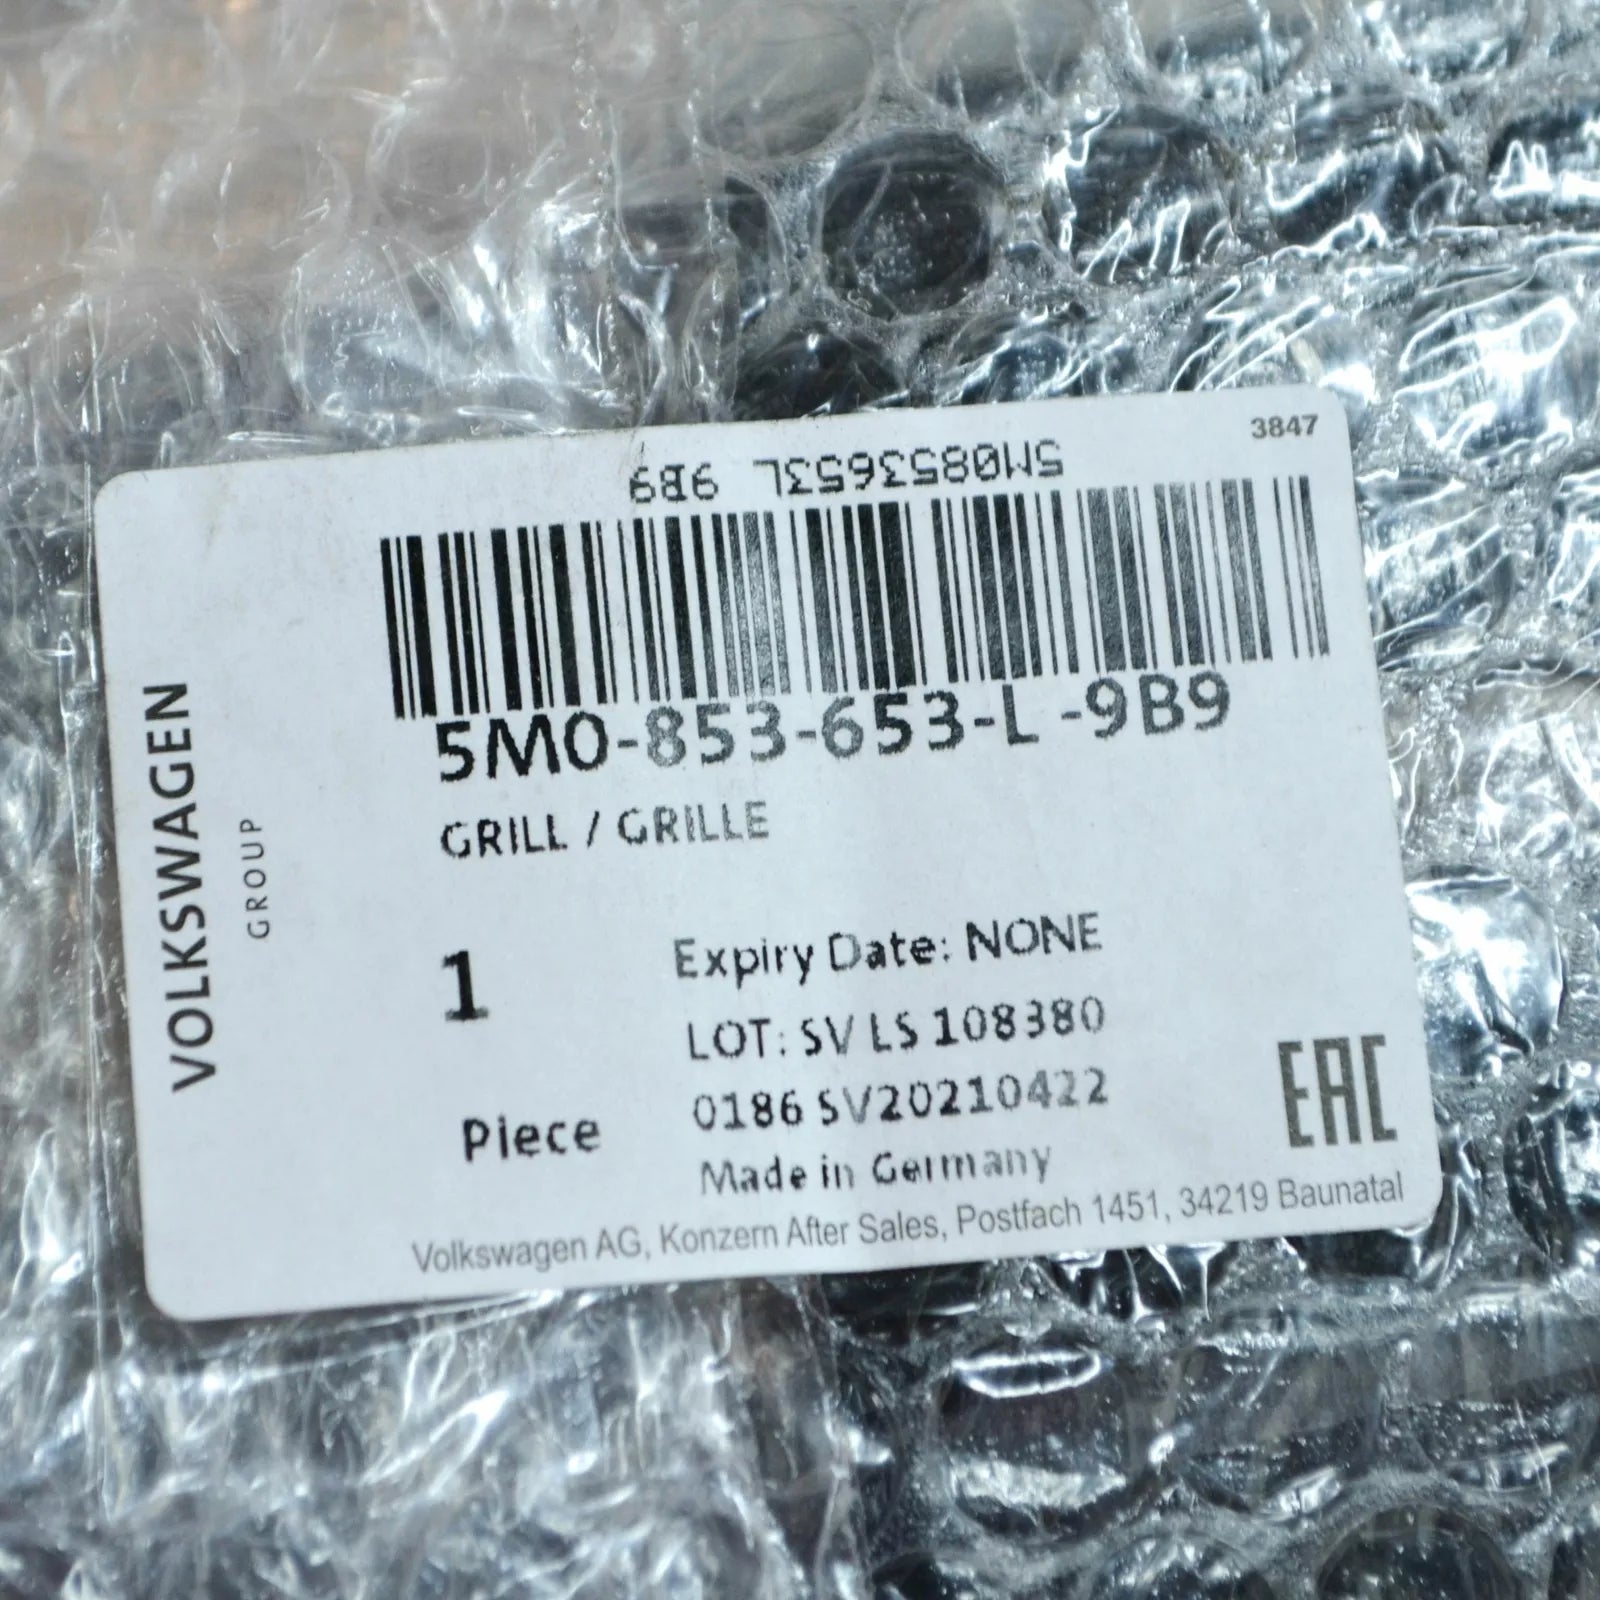 3847
5M0853653L 9B9
5M0-853-653-L -9B9
GRILL / GRILLE
VOLKSWAGEN
GROUP
1
Piece
Expiry Date: NONE
LOT: SV LS 108380
0186 SV20210422
Made in Germany
EAC
Volkswagen AG, Konzern After Sales, Postfach 1451, 34219 Baunatal